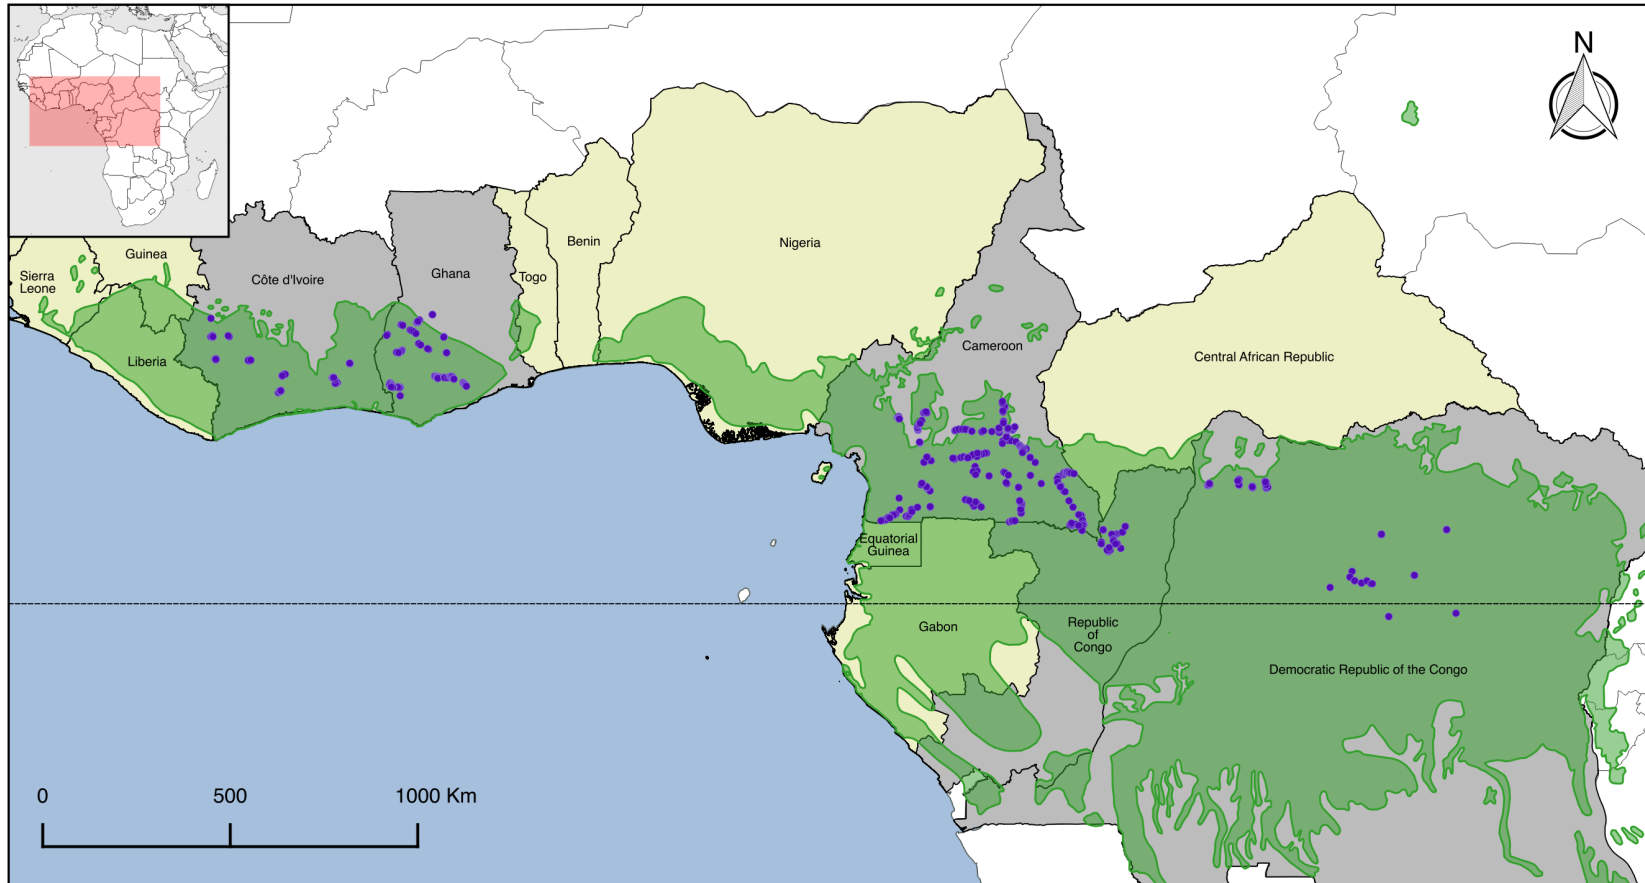 N
Guinea
Sierra
Leone
Côte d'Ivoire
Ghana
Togo
Benin
Nigeria
Liberia
Cameroon
Central African Republic
Equatorial
Guinea
Gabon
Republic
of
Congo
Democratic Republic of the Congo
0 500 1000 Km